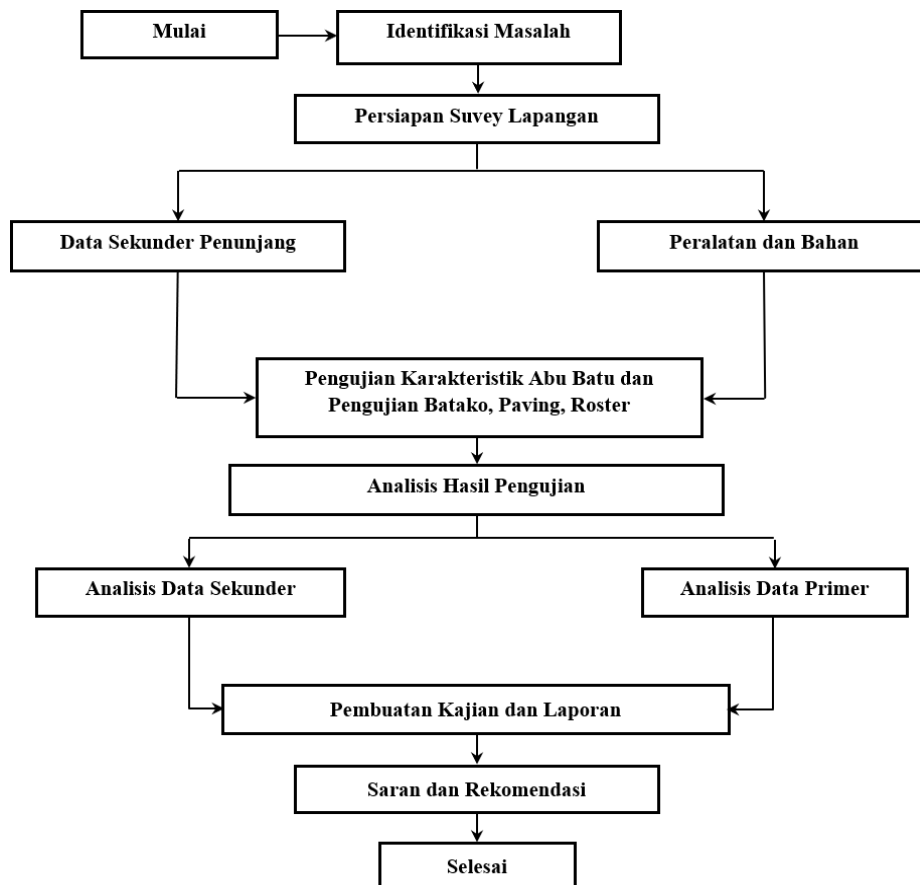 Mulai
Identifikasi Masalah
Persiapan Suvey Lapangan
Data Sekunder Penunjang
Peralatan dan Bahan
Pengujian Karakteristik Abu Batu dan
Pengujian Batako, Paving, Roster
Analisis Hasil Pengujian
Analisis Data Sekunder
Analisis Data Primer
Pembuatan Kajian dan Laporan
Saran dan Rekomendasi
Selesai